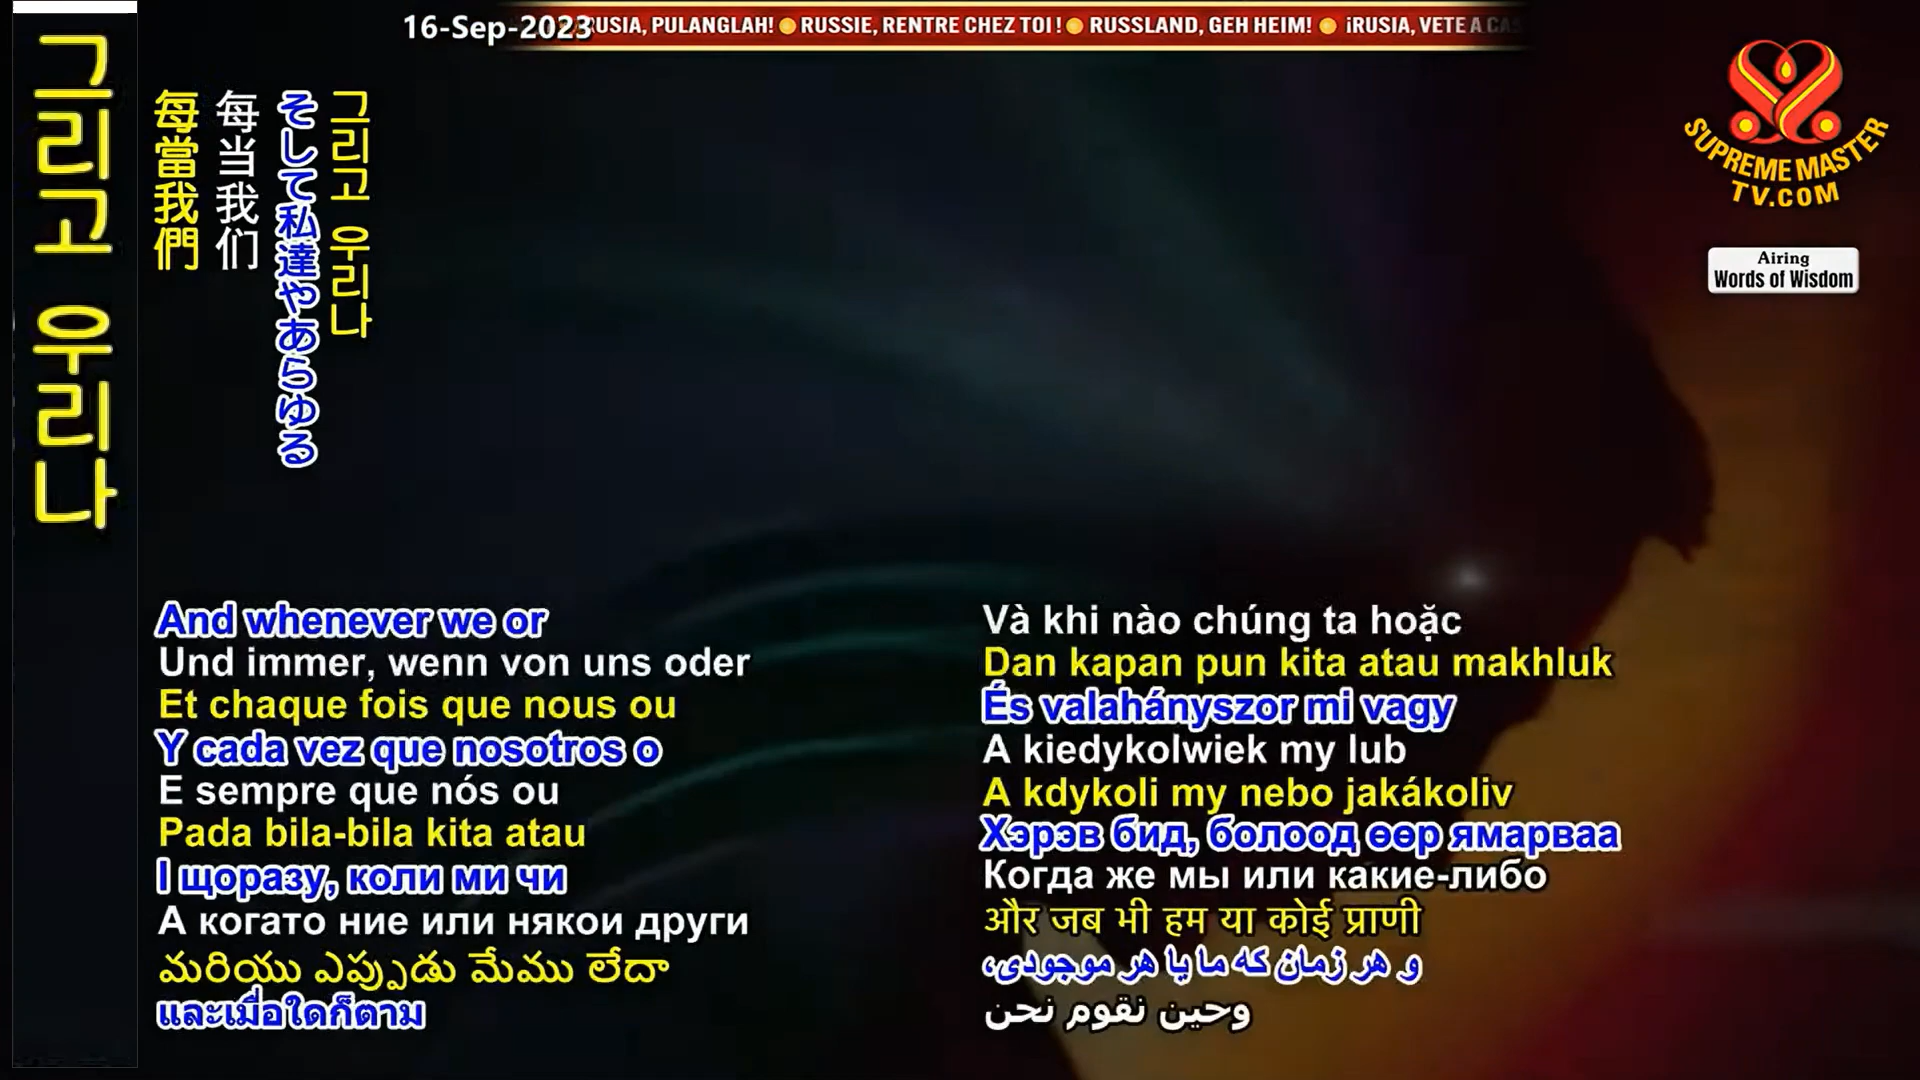 16-Sep-2023
RUSIA, PULANGLAH! RUSSIE, RENTRE CHEZ TOI ! RUSSLAND, GEH HEIM! ¡RUSIA, VETE A CAS
SUPREME MASTER
TV.COM
Airing
Words of Wisdom
그리고 우리나
每當我們
每当我们
そして私達やあらゆる
그리고 우리나
And whenever we or
Und immer, wenn von uns oder
Et chaque fois que nous ou
Y cada vez que nosotros o
E sempre que nós ou
Pada bila-bila kita atau
І щоразу, коли ми чи
А когато ние или някои други
మరియు ఎప్పుడు మేము లేదా
และเมื่อใดก็ตาม
Và khi nào chúng ta hoặc
Dan kapan pun kita atau makhluk
És valahányszor mi vagy
A kiedykolwiek my lub
A kdykoli my nebo jakákoliv
Хэрэв бид, болоод өөр ямарваа
Когда же мы или какие-либо
और जब भी हम या कोई प्राणी
و هر زمان که ما یا هر موجودی،
وحين نقوم نحن